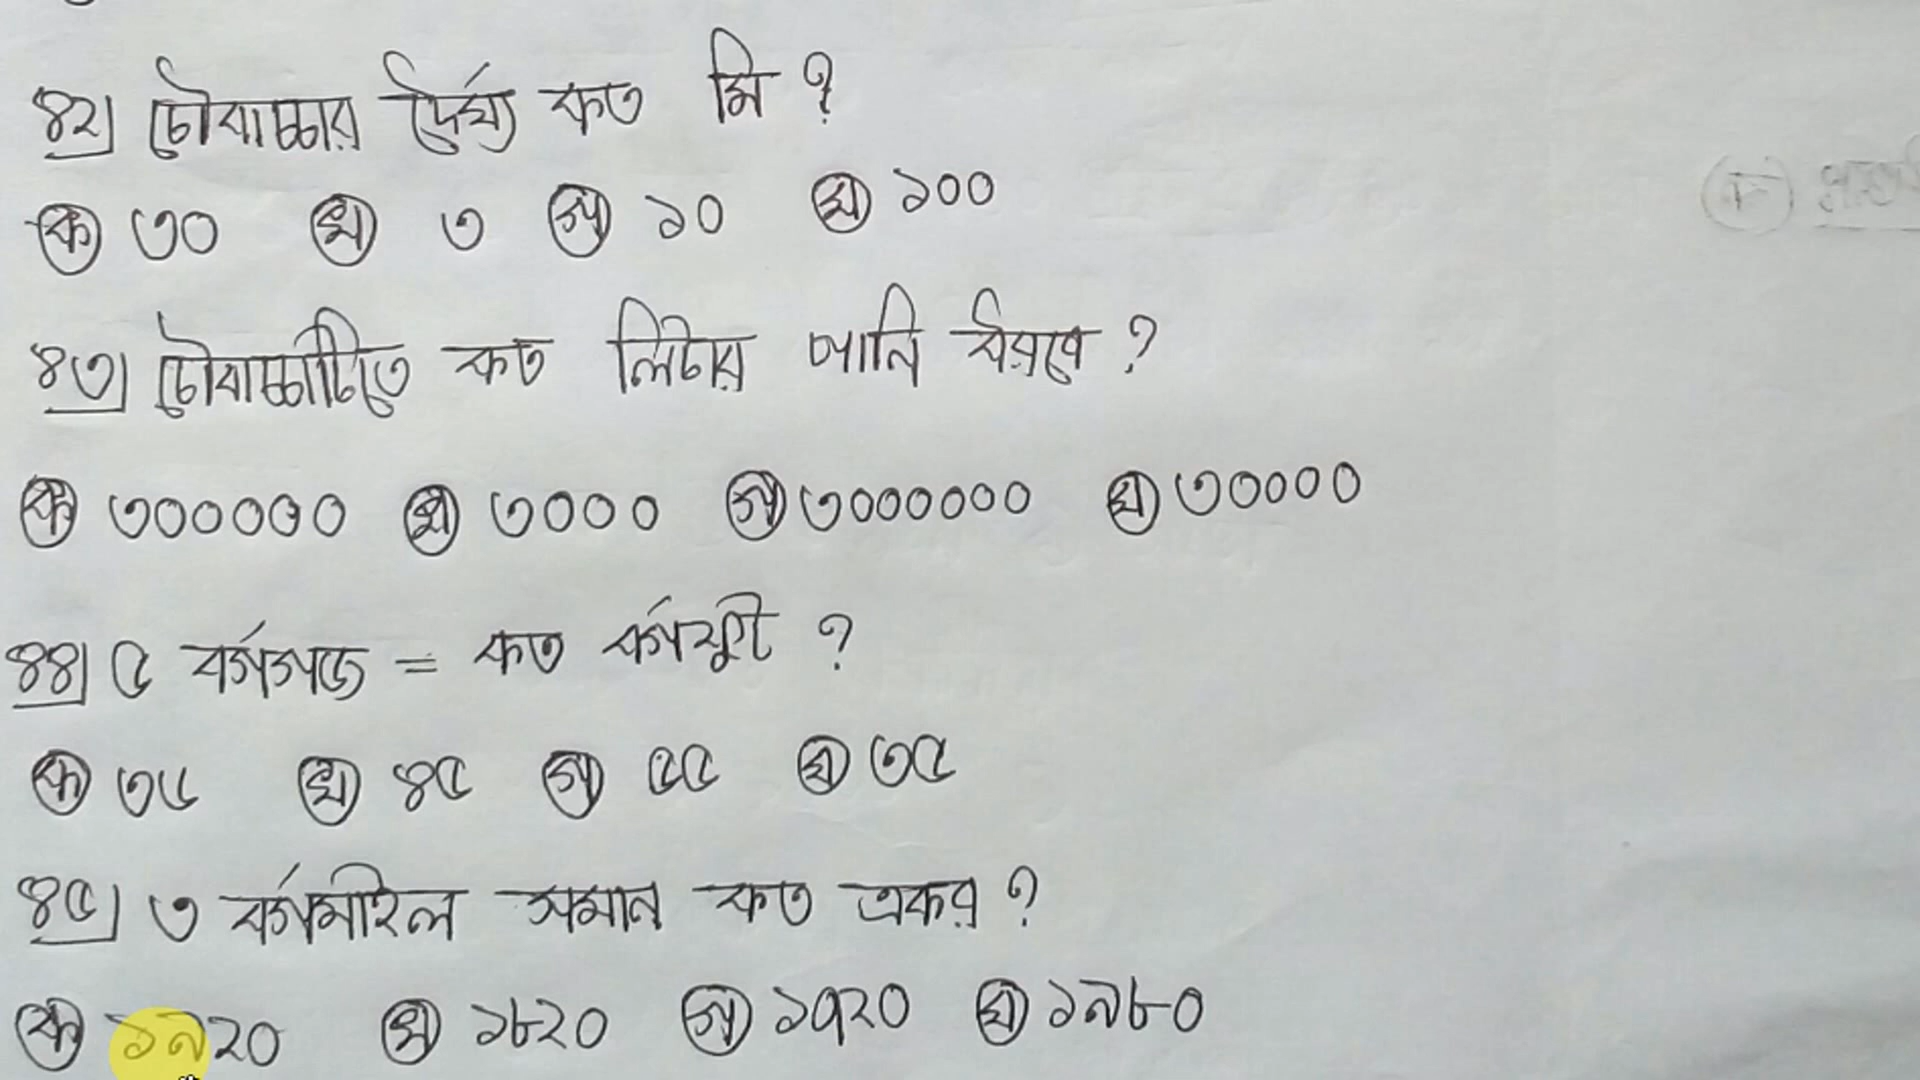 ৪২| চৌবাচ্চার দৈর্ঘ্য কত মি ?
ক ৩০ খ ৩ গ ১০ ঘ ১০০
৪৩| চৌবাচ্চাটিতে কত লিটার পানি ধরবে ?
ক ৩০০০০০ খ ৩০০০ গ ৩০০০০০০ ঘ ৩০০০০
৪৪| ৫ বর্গগজ = কত বর্গফুট ?
ক ৩৬ খ ৪৫ গ ৫৫ ঘ ৩৫
৪৫| ৩ বর্গমাইল সমান কত একর ?
ক ১৯২০ খ ১৮২০ গ ১৭২০ ঘ ১৯৮০